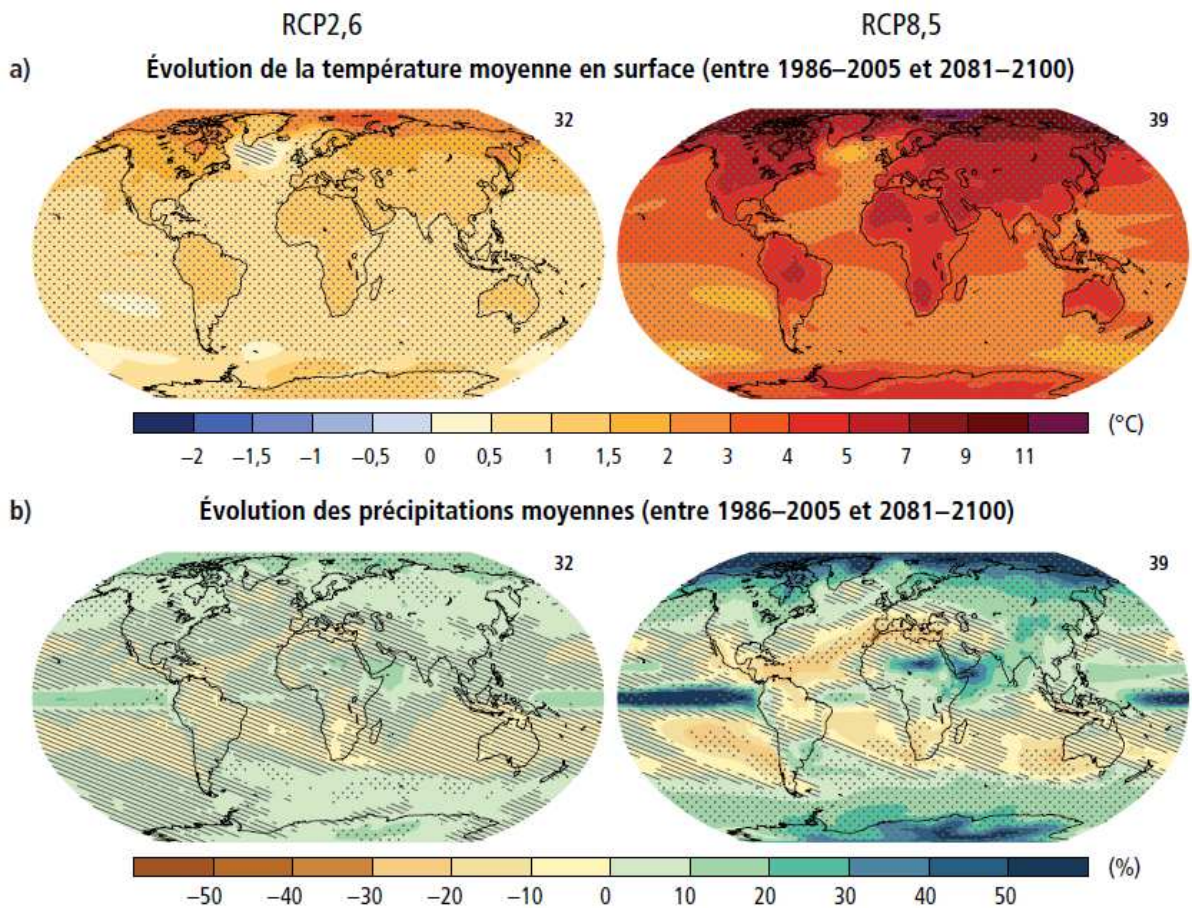 RCP2,6 RCP8,5
a) Évolution de la température moyenne en surface (entre 1986–2005 et 2081–2100)
32 39
(°C)
−2 −1,5 −1 −0,5 0 0,5 1 1,5 2 3 4 5 7 9 11
b) Évolution des précipitations moyennes (entre 1986–2005 et 2081–2100)
32 39
(%)
−50 −40 −30 −20 −10 0 10 20 30 40 50